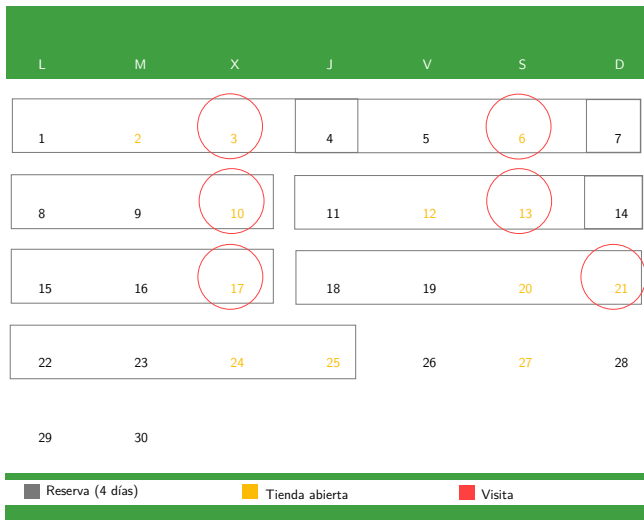 L M X J V S D
1 2 3 4 5 6 7
8 9 10 11 12 13 14
15 16 17 18 19 20 21
22 23 24 25 26 27 28
29 30
Reserva (4 días) Tienda abierta Visita